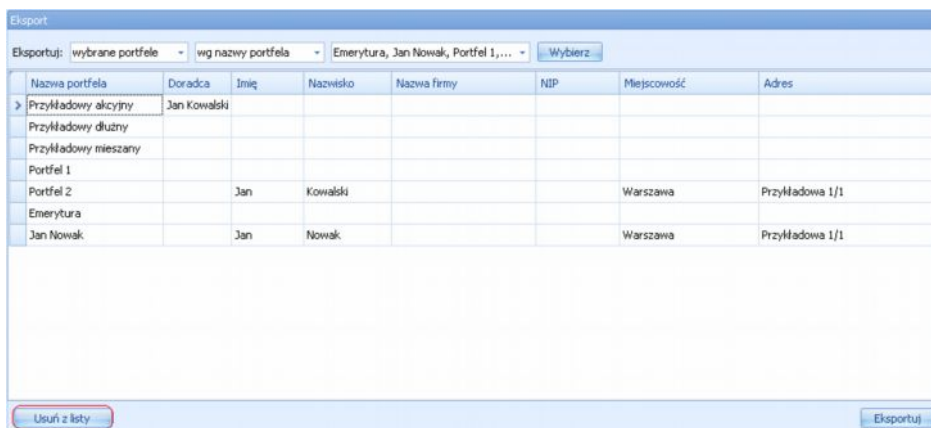 Eksport
Eksportuj: wybrane portfele wg nazwy portfela Emerytura, Jan Nowak, Portfel 1,... Wybierz
Nazwa portfela Doradca Imię Nazwisko Nazwa firmy NIP Miejscowość Adres
Przykładowy akcyjny Jan Kowalski
Przykładowy dłużny
Przykładowy mieszany
Portfel 1
Portfel 2 Jan Kowalski Warszawa Przykładowa 1/1
Emerytura
Jan Nowak Jan Nowak Warszawa Przykładowa 1/1
Usuń z listy Eksportuj